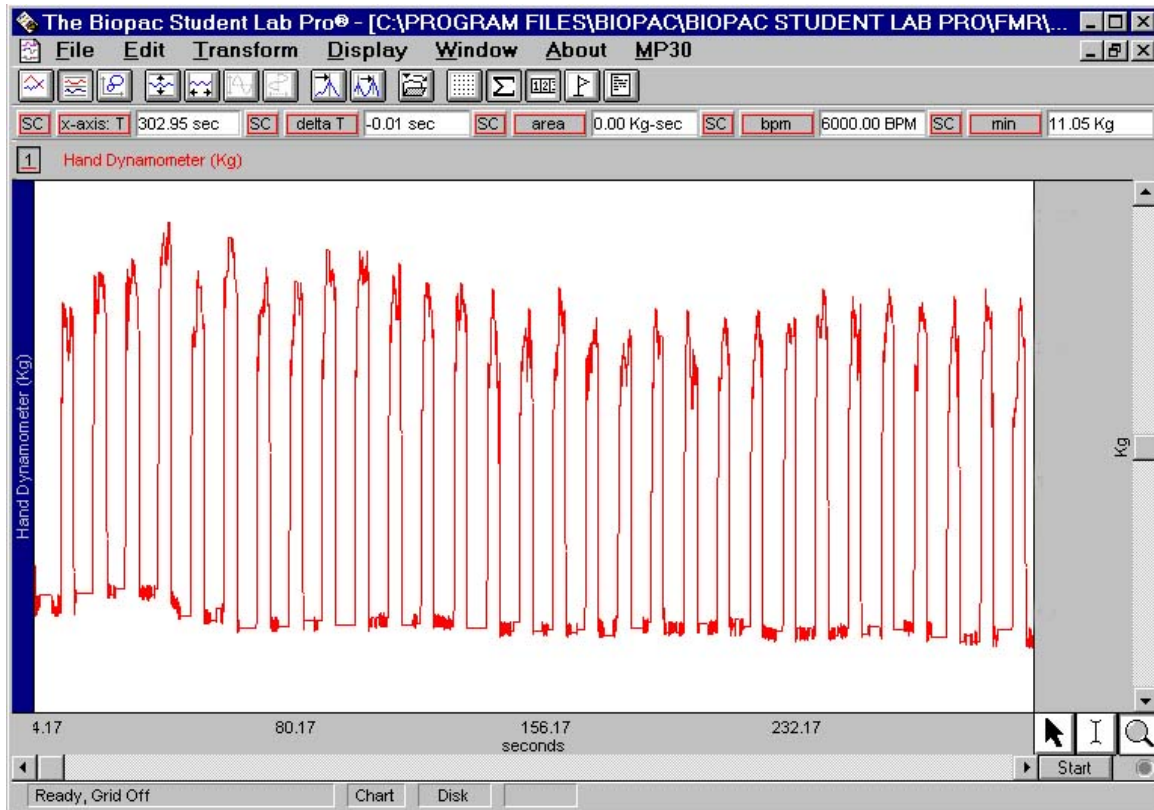 The Biopac Student Lab Pro® - [C:\PROGRAM FILES\BIOPAC\BIOPAC STUDENT LAB PRO\FMR\...
File Edit Transform Display Window About MP30
SC x-axis: T 302.95 sec SC delta T -0.01 sec SC area 0.00 Kg-sec SC bpm 6000.00 BPM SC min 11.05 Kg
1 Hand Dynamometer (Kg)
Hand Dynamometer (Kg)
Kg
4.17 80.17 156.17 232.17
seconds
Start
Ready, Grid Off Chart Disk